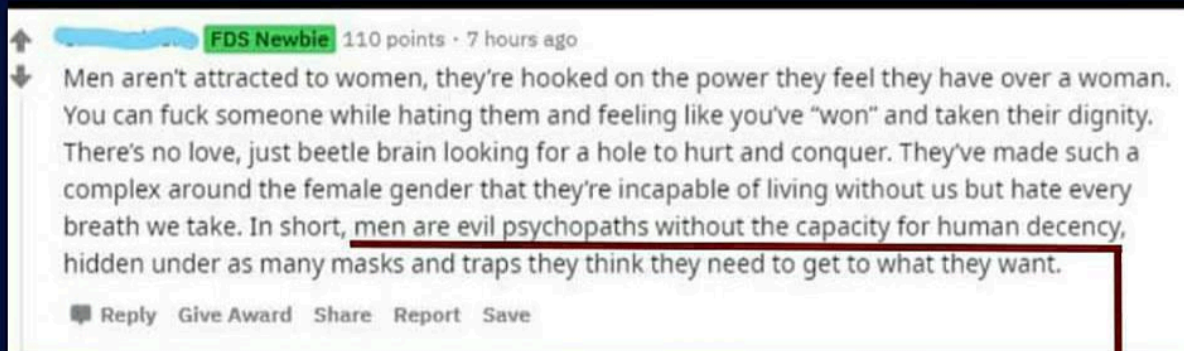 FDS Newbie 110 points · 7 hours ago
Men aren't attracted to women, they're hooked on the power they feel they have over a woman.
You can fuck someone while hating them and feeling like you've "won" and taken their dignity.
There's no love, just beetle brain looking for a hole to hurt and conquer. They've made such a
complex around the female gender that they're incapable of living without us but hate every
breath we take. In short, men are evil psychopaths without the capacity for human decency,
hidden under as many masks and traps they think they need to get to what they want.
Reply Give Award Share Report Save